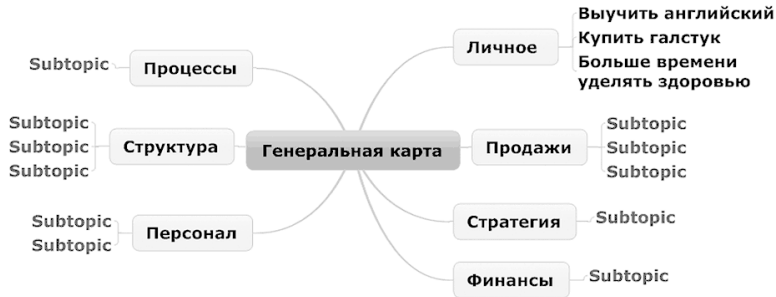 Генеральная карта
Личное
Выучить английский
Купить галстук
Больше времени
уделять здоровью
Продажи
Subtopic
Subtopic
Subtopic
Стратегия
Subtopic
Финансы
Subtopic
Процессы
Subtopic
Структура
Subtopic
Subtopic
Subtopic
Персонал
Subtopic
Subtopic